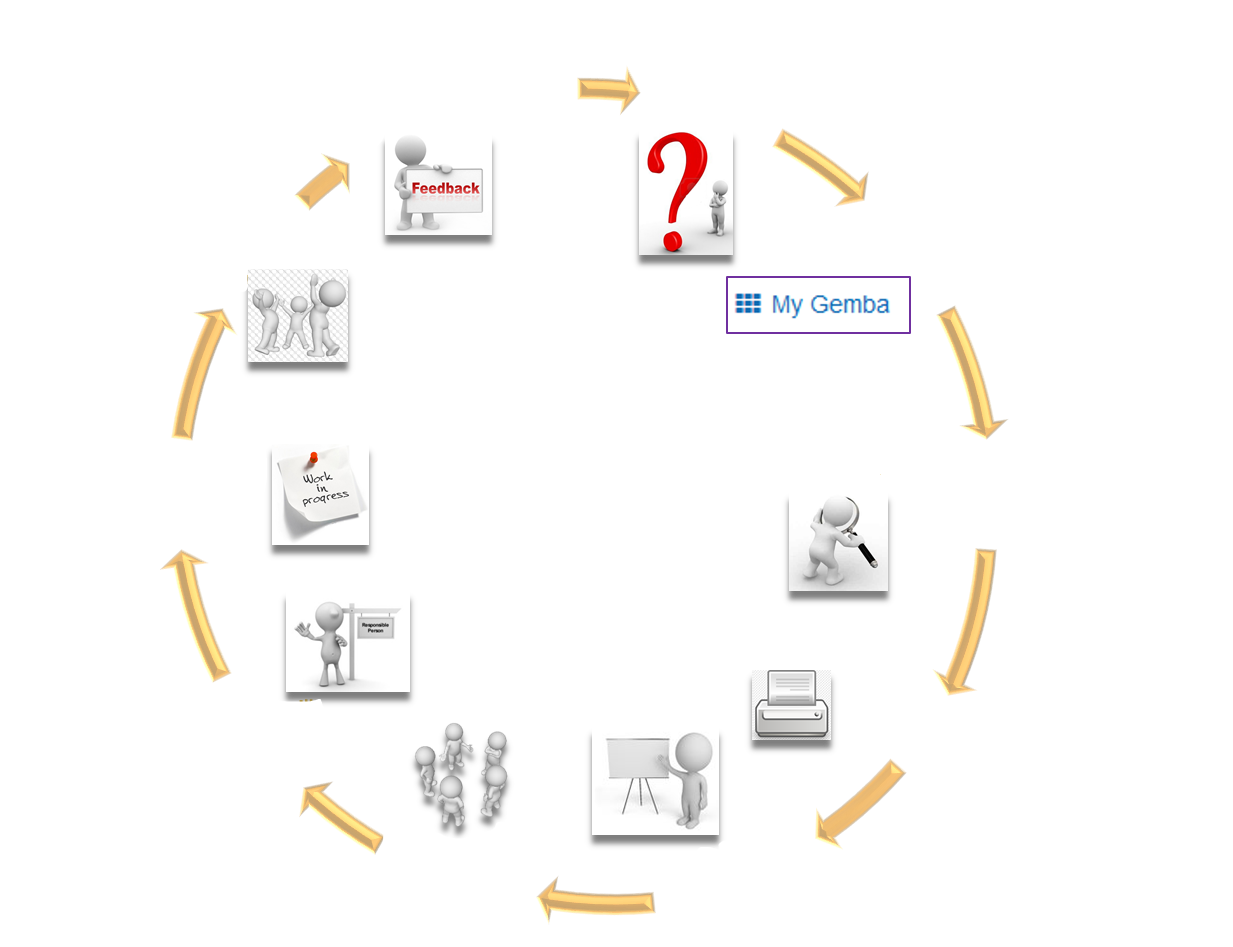 Feedback
My Gemba
Work
in
progress
Responsible
Person